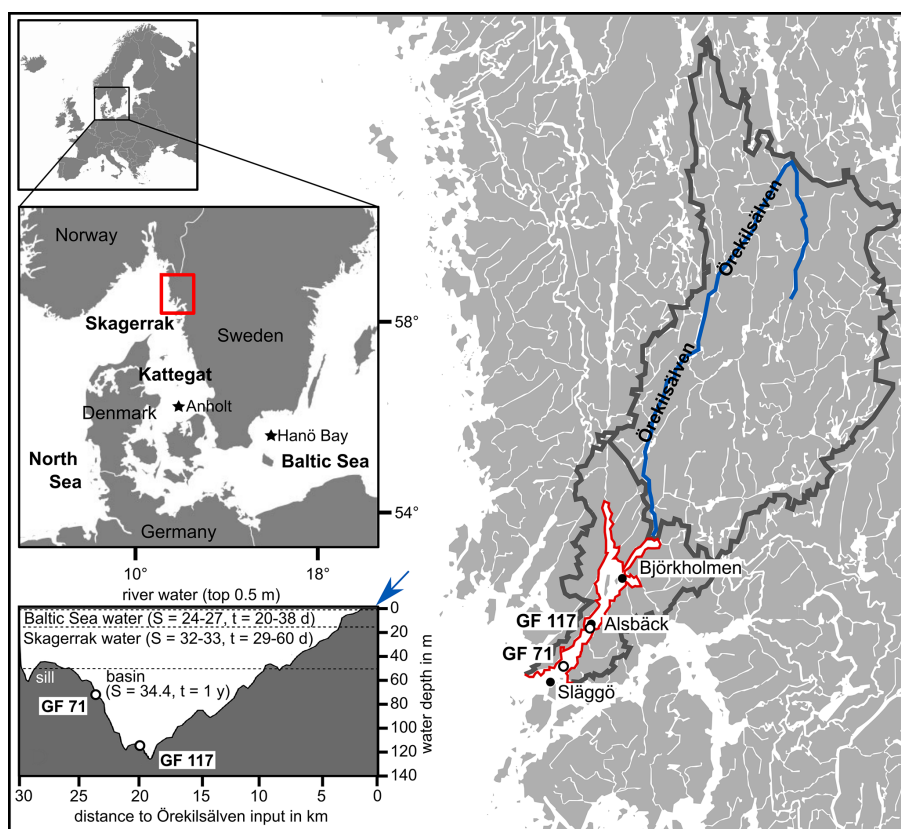 Norway
Skagerrak
Sweden
58°
Kattegat
Denmark
Anholt
Hanö Bay
North
Sea
Baltic Sea
54°
Germany
10°
18°
river water (top 0.5 m)
Baltic Sea water (S = 24-27, t = 20-38 d)
Skagerrak water (S = 32-33, t = 29-60 d)
sill
basin
(S = 34.4, t = 1 y)
GF 71
GF 117
0
20
40
60
80
100
120
140
water depth in m
30
25
20
15
10
5
0
distance to Örekilsälven input in km
Örekilsälven
Örekilsälven
Björkholmen
GF 117
Alsbäck
GF 71
Släggö